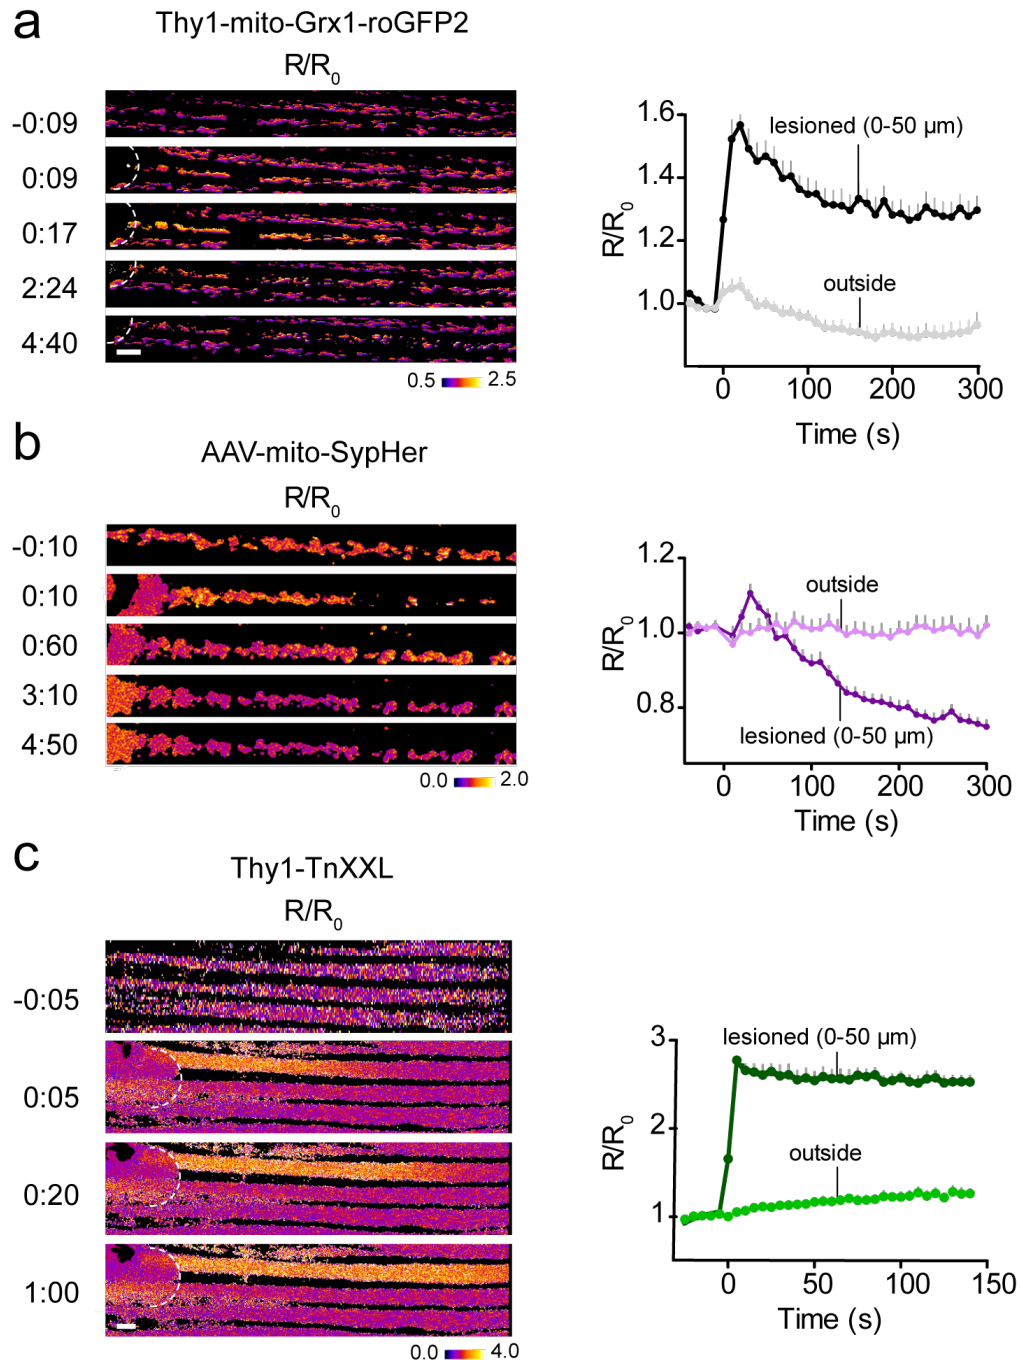 a
Thy1-mito-Grx1-roGFP2
R/R0
-0:09
0:09
0:17
2:24
4:40
0.5 2.5
R/R0
1.6
1.4
1.2
1.0
lesioned (0-50 µm)
outside
0 100 200 300
Time (s)
b
AAV-mito-SypHer
R/R0
-0:10
0:10
0:60
3:10
4:50
0.0 2.0
R/R0
1.2
1.0
0.8
outside
lesioned (0-50 µm)
0 100 200 300
Time (s)
c
Thy1-TnXXL
R/R0
-0:05
0:05
0:20
1:00
0.0 4.0
R/R0
3
2
1
lesioned (0-50 µm)
outside
0 50 100 150
Time (s)